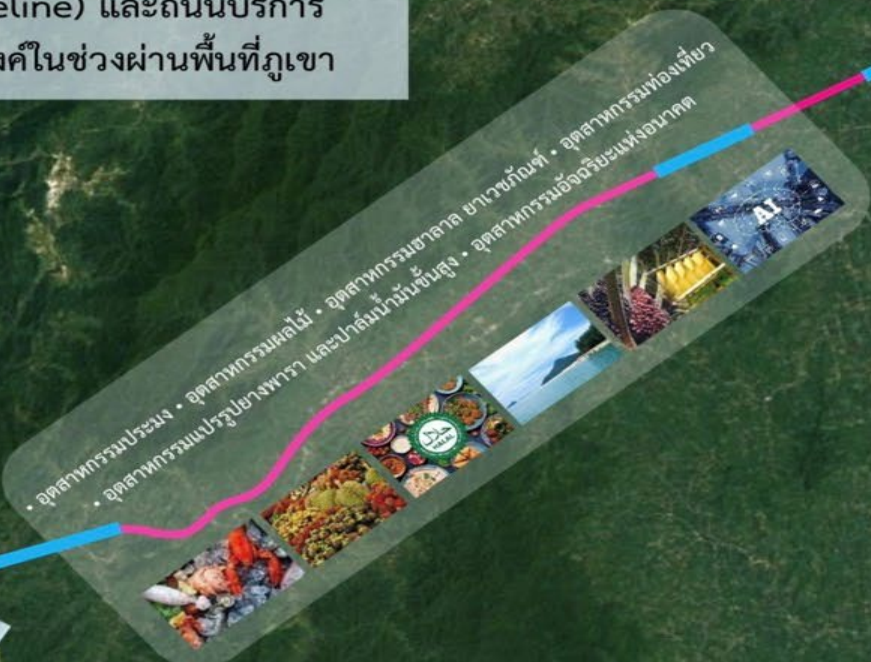 eline) และถนนบริการ
งค์ในช่วงผ่านพื้นที่ภูเขา
• อุตสาหกรรมประมง • อุตสาหกรรมผลไม้ • อุตสาหกรรมฮาลาล ยาเวชภัณฑ์ • อุตสาหกรรมท่องเที่ยว
• อุตสาหกรรมแปรรูปยางพารา และปาล์มน้ำมันขั้นสูง • อุตสาหกรรมอัจฉริยะแห่งอนาคต
AI
حلال
HALAL